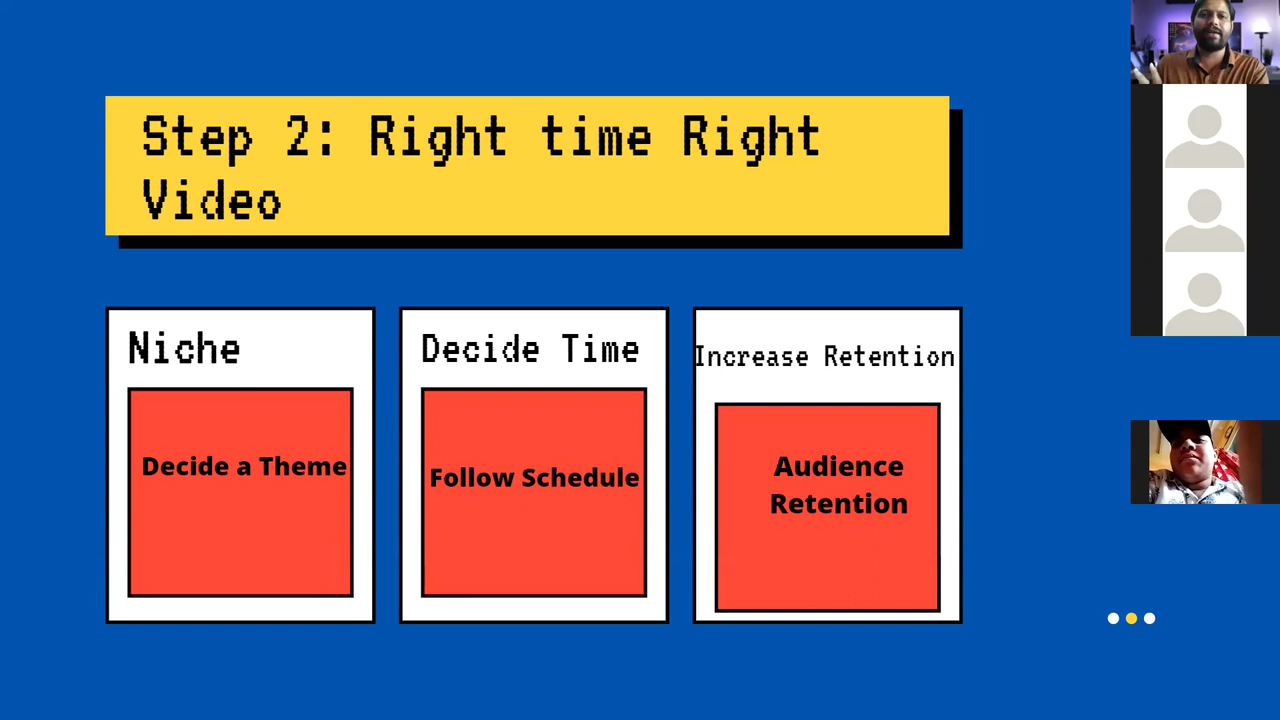 Step 2: Right time Right
Video
Niche
Decide a Theme
Decide Time
Follow Schedule
Increase Retention
Audience
Retention